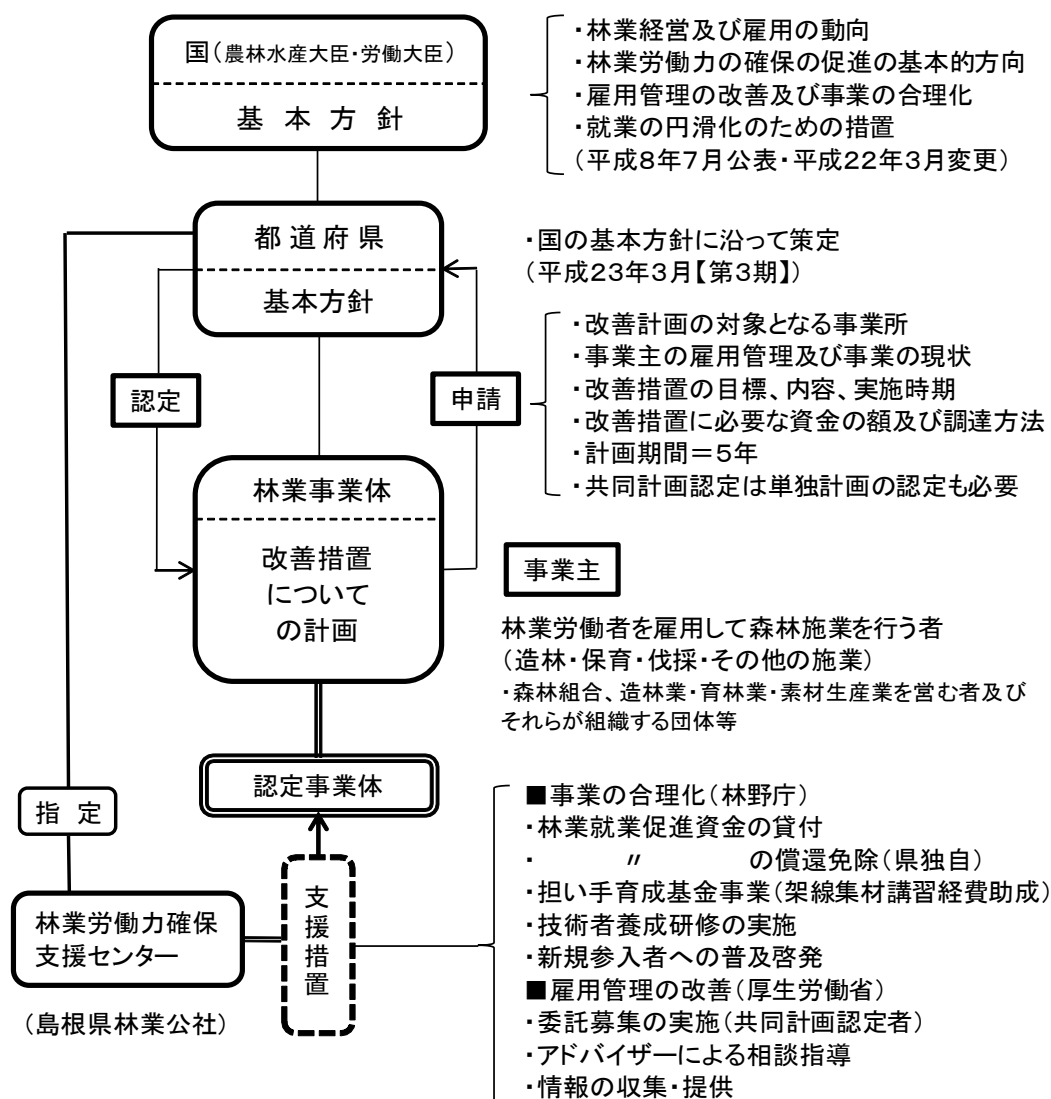 国(農林水産大臣・労働大臣)
基本方針
・林業経営及び雇用の動向
・林業労働力の確保の促進の基本的方向
・雇用管理の改善及び事業の合理化
・就業の円滑化のための措置
(平成8年7月公表・平成22年3月変更)
都道府県
基本方針
・国の基本方針に沿って策定
(平成23年3月【第3期】)
認定
申請
・改善計画の対象となる事業所
・事業主の雇用管理及び事業の現状
・改善措置の目標、内容、実施時期
・改善措置に必要な資金の額及び調達方法
・計画期間=5年
・共同計画認定は単独計画の認定も必要
林業事業体
改善措置
について
の計画
事業主
林業労働者を雇用して森林施業を行う者
(造林・保育・伐採・その他の施業)
・森林組合、造林業・育林業・素材生産業を営む者及び
それらが組織する団体等
認定事業体
指定
林業労働力確保
支援センター
(島根県林業公社)
支援措置
■事業の合理化(林野庁)
・林業就業促進資金の貸付
・ 〃 の償還免除(県独自)
・担い手育成基金事業(架線集材講習経費助成)
・技術者養成研修の実施
・新規参入者への普及啓発
■雇用管理の改善(厚生労働省)
・委託募集の実施(共同計画認定者)
・アドバイザーによる相談指導
・情報の収集・提供